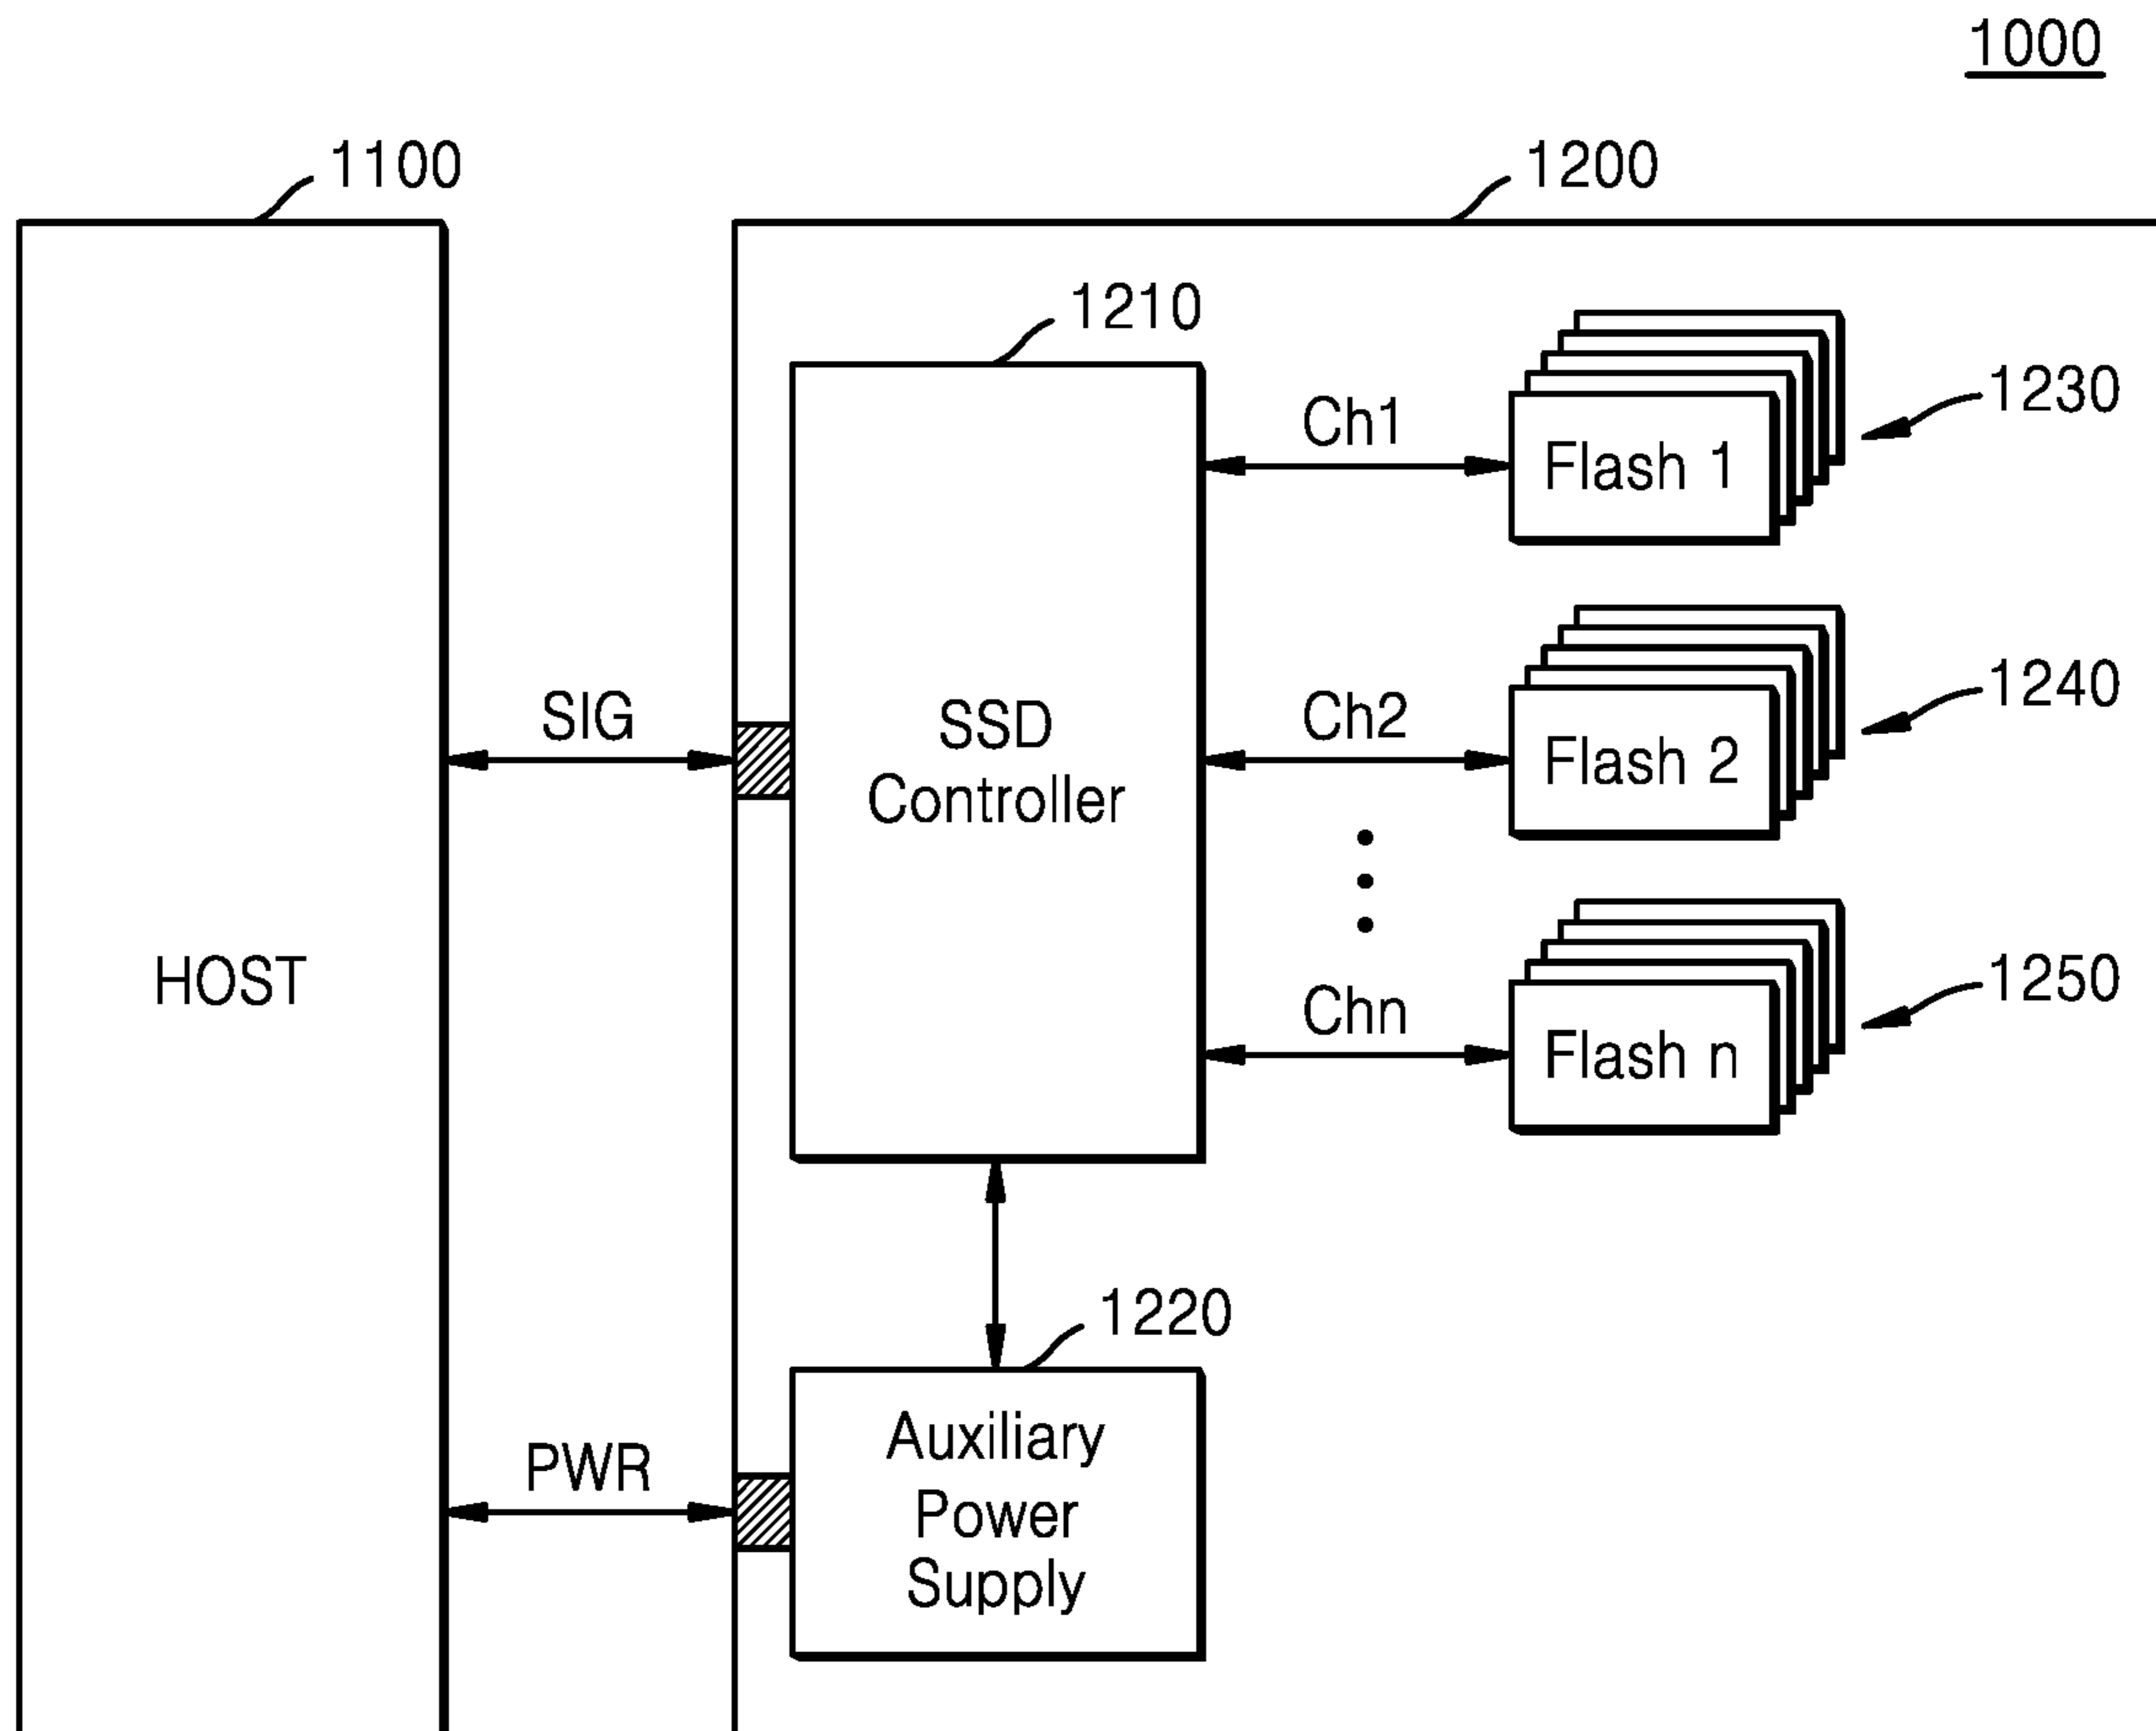 1000
1100
1200
1210
1230
Ch1
Flash 1
1240
SIG
SSD
Controller
Ch2
Flash 2
HOST
1250
Chn
Flash n
1220
PWR
Auxiliary
Power
Supply